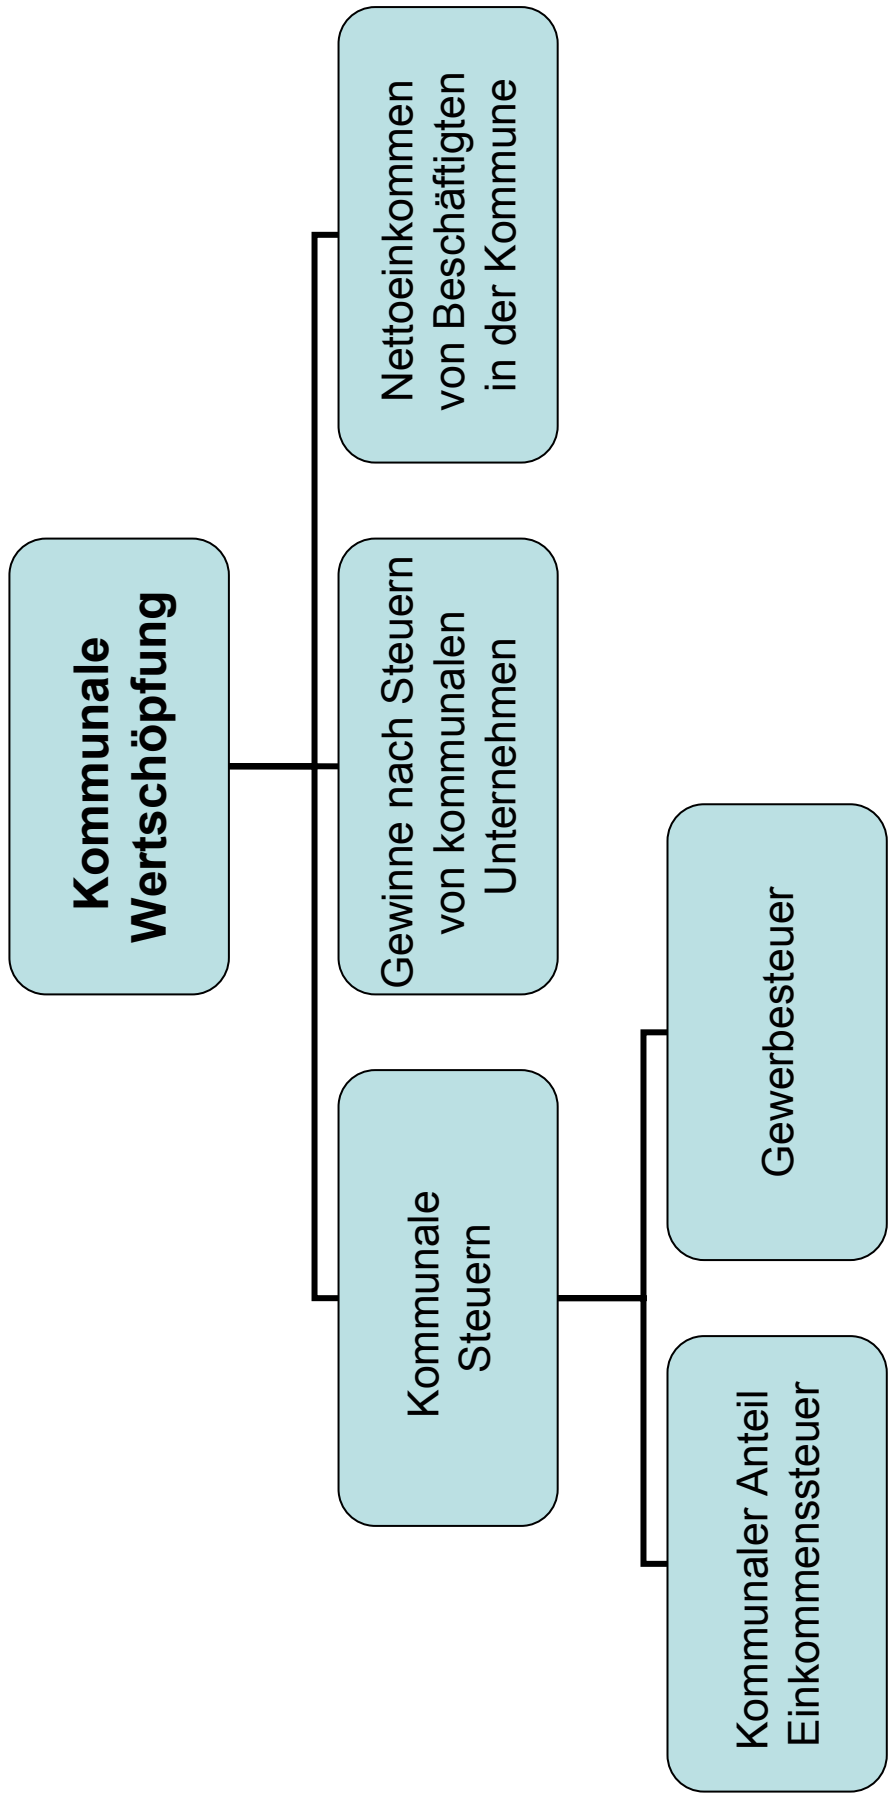 Kommunale
Wertschöpfung
Kommunale
Steuern
Gewinne nach Steuern
von kommunalen
Unternehmen
Nettoeinkommen
von Beschäftigten
in der Kommune
Kommunaler Anteil
Einkommenssteuer
Gewerbesteuer